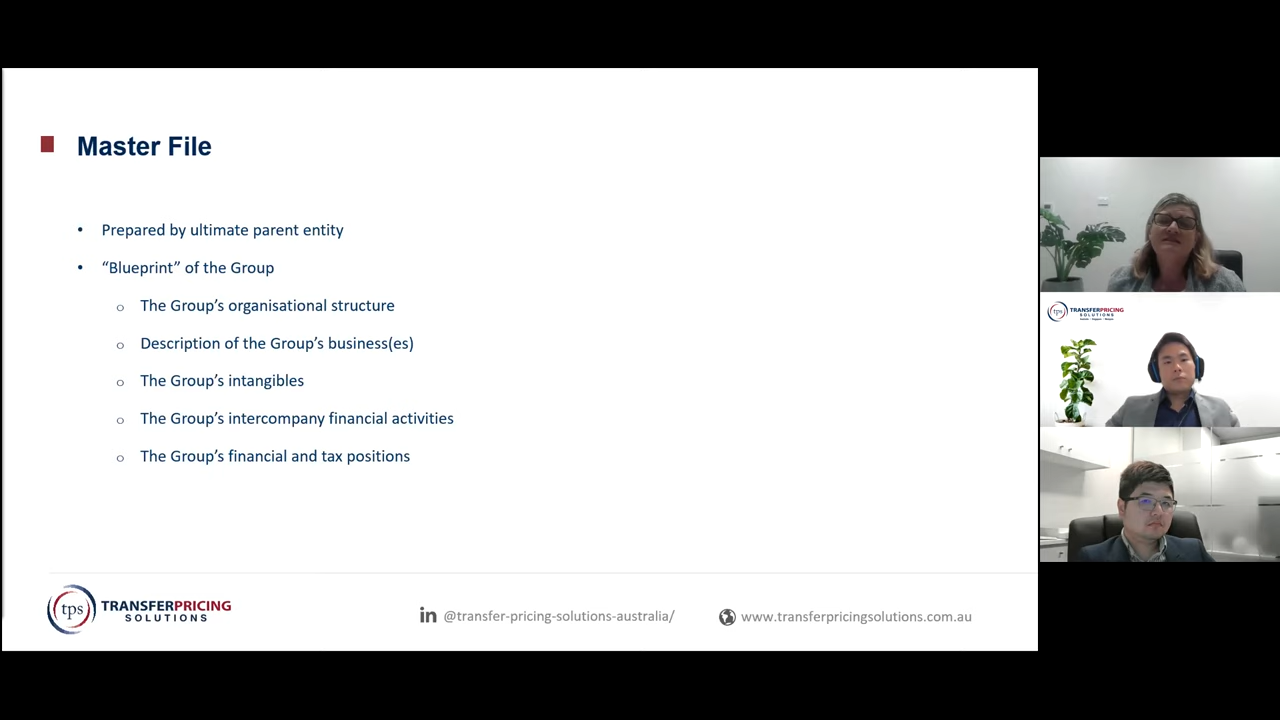 Master File
• Prepared by ultimate parent entity
• “Blueprint” of the Group
o The Group’s organisational structure
o Description of the Group’s business(es)
o The Group’s intangibles
o The Group’s intercompany financial activities
o The Group’s financial and tax positions
tps TRANSFERPRICING
SOLUTIONS
in @transfer-pricing-solutions-australia/
www.transferpricingsolutions.com.au
tps TRANSFERPRICING
SOLUTIONS